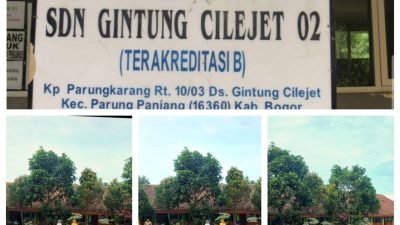 SDN GINTUNG CILEJET 02
(TERAKREDITASI B)
Kp Parungkarang Rt. 10/03 Ds. Gintung Cilejet
Kec. Parung Panjang (16360) Kab. Bogor